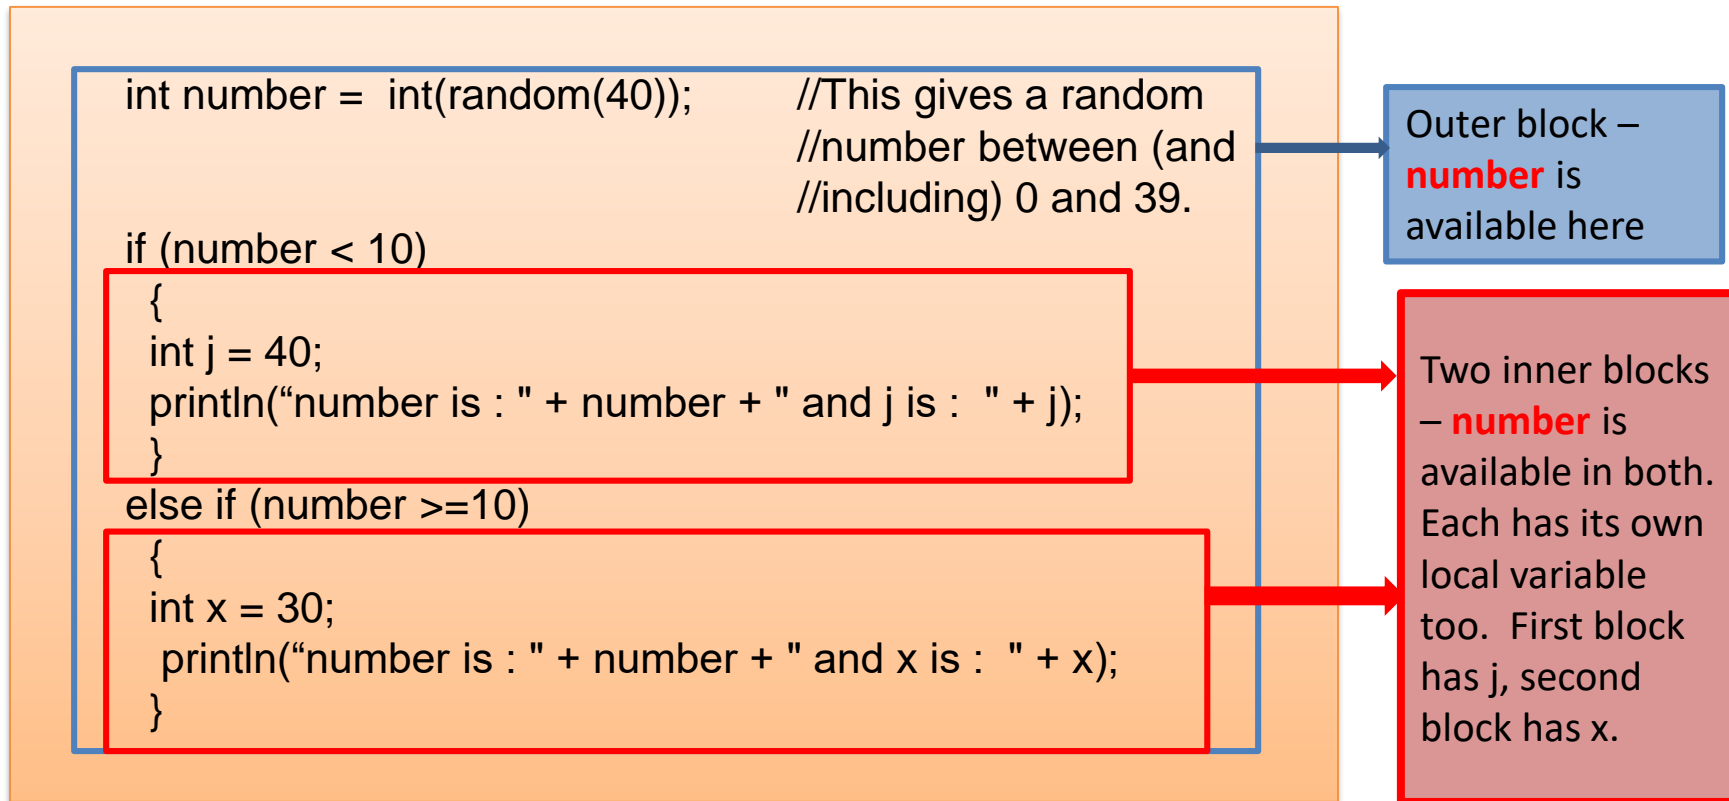 int number =  int(random(40));          //This gives a random
//number between (and
//including) 0 and 39.
if (number < 10)
{
int j = 40;
println(“number is : " + number + " and j is :  " + j);
}
else if (number >=10)
{
int x = 30;
println(“number is : " + number + " and x is :  " + x);
}
Outer block –
number is
available here
Two inner blocks
– number is
available in both.
Each has its own
local variable
too.  First block
has j, second
block has x.